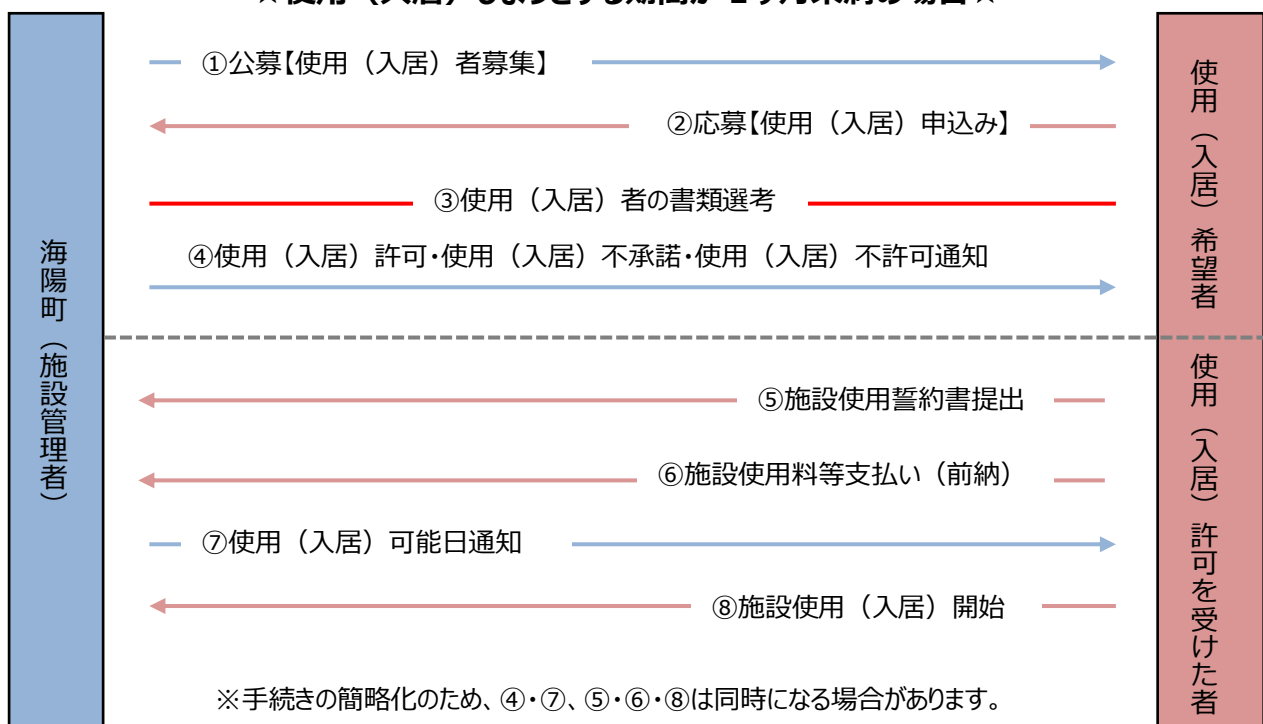 ①公募【使用（入居）者募集】
②応募【使用（入居）申込み】
③使用（入居）者の書類選考
④使用（入居）許可・使用（入居）不承諾・使用（入居）不許可通知
⑤施設使用誓約書提出
⑥施設使用料等支払い（前納）
⑦使用（入居）可能日通知
⑧施設使用（入居）開始
※手続きの簡略化のため、④・⑦、⑤・⑥・⑧は同時になる場合があります。
海陽町（施設管理者）
使用（入居）希望者
使用（入居）許可を受けた者